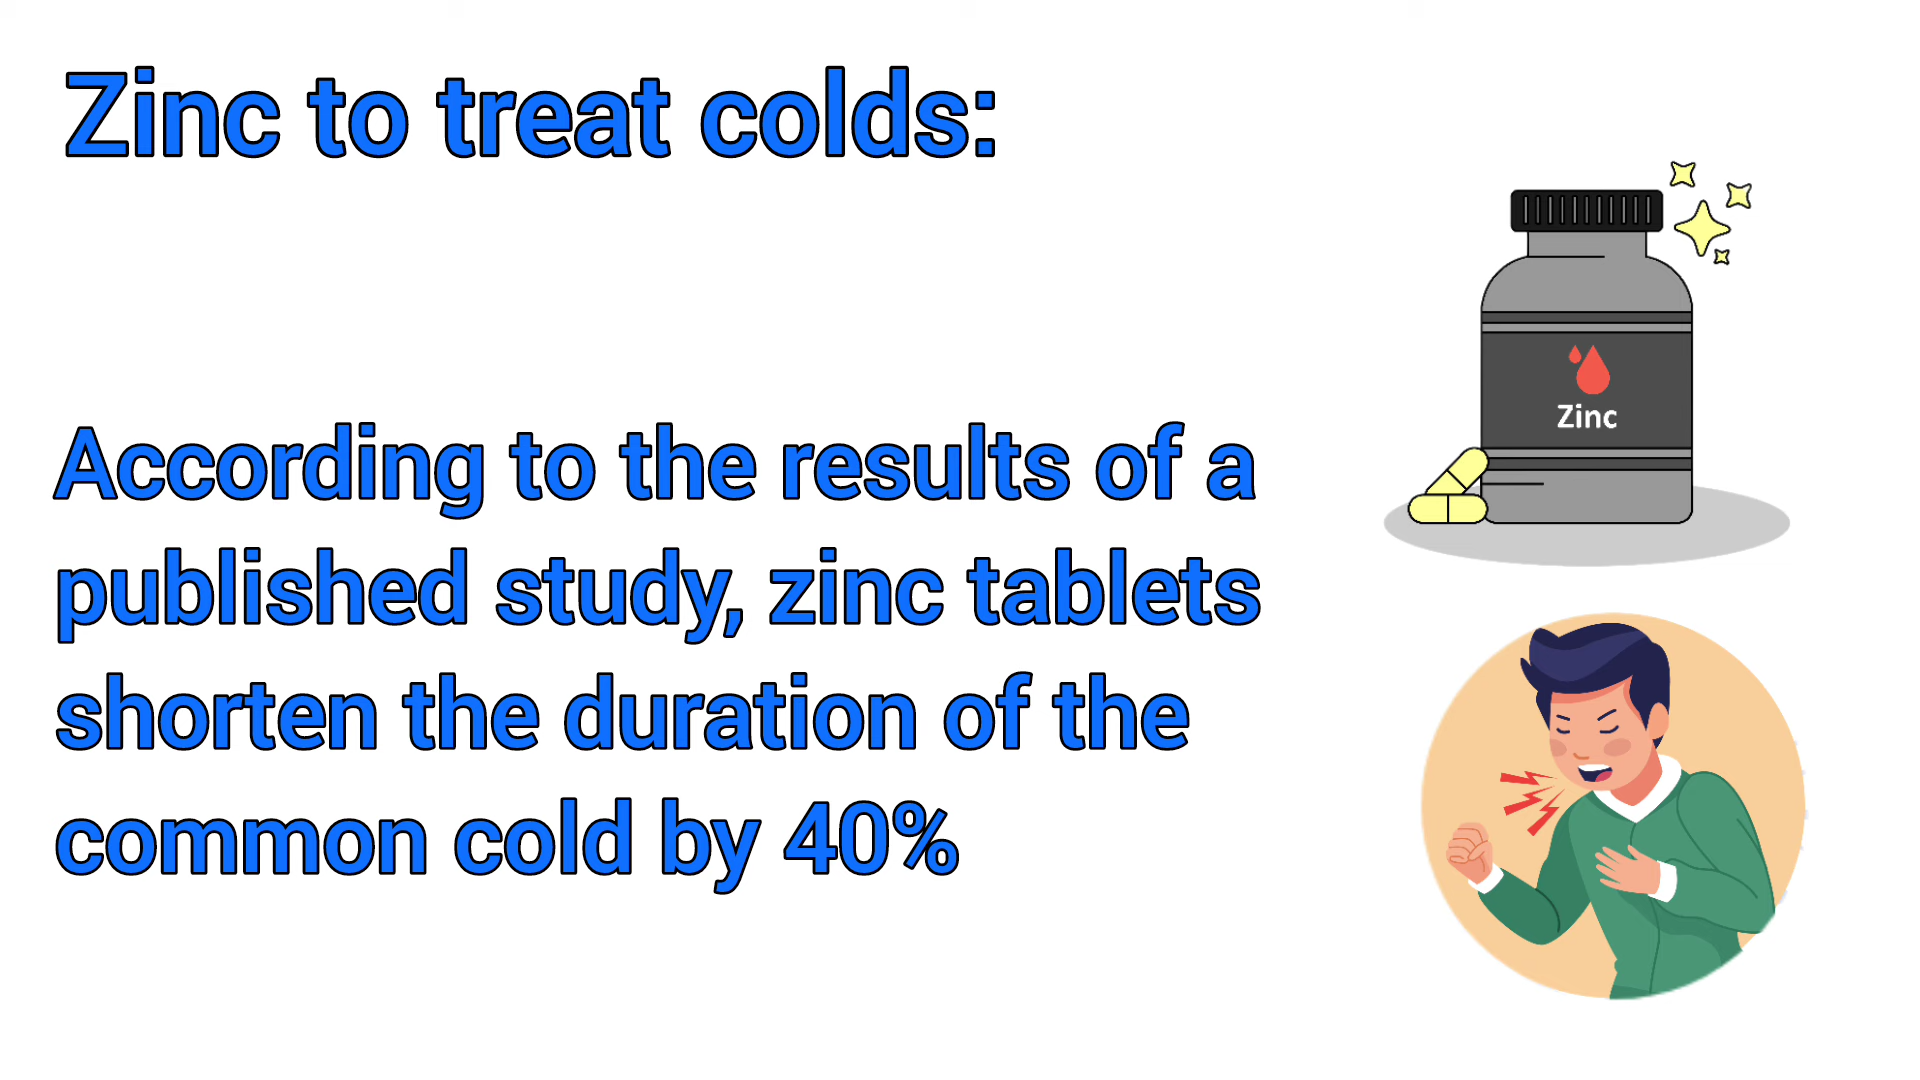 Zinc to treat colds:
Zinc
According to the results of a
published study, zinc tablets
shorten the duration of the
common cold by 40%